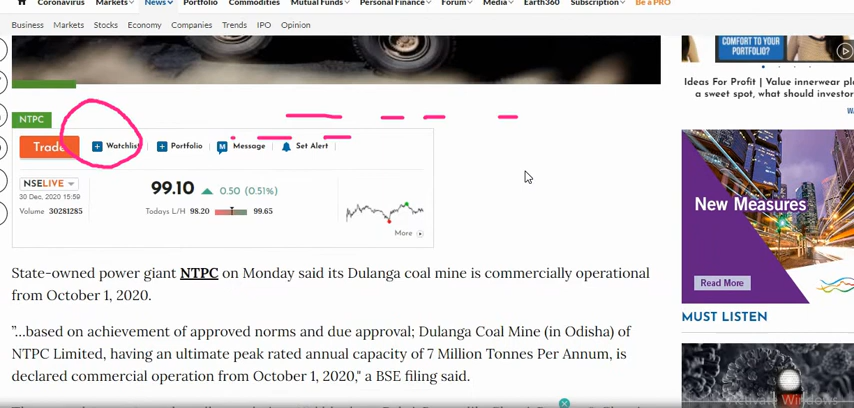 Coronavirus Markets News Portfolio Commodities Mutual Funds Personal Finance Forum Media Earth360 Subscription Be a PRO
Business Markets Stocks Economy Companies Trends IPO Opinion
COMFORT TO YOUR
PORTFOLIO?
Ideas For Profit | Value innerwear
a sweet spot, what should investor
NTPC
Trade Watchlist Portfolio Message Set Alert
NSELIVE
30 Dec, 2020 15:59
Volume 30281285
99.10 0.50 (0.51%)
Todays L/H 98.20 99.65
More
New Measures
Read More
MUST LISTEN
State-owned power giant NTPC on Monday said its Dulanga coal mine is commercially operational
from October 1, 2020.
"...based on achievement of approved norms and due approval; Dulanga Coal Mine (in Odisha) of
NTPC Limited, having an ultimate peak rated annual capacity of 7 Million Tonnes Per Annum, is
declared commercial operation from October 1, 2020," a BSE filing said.
Activate Windows